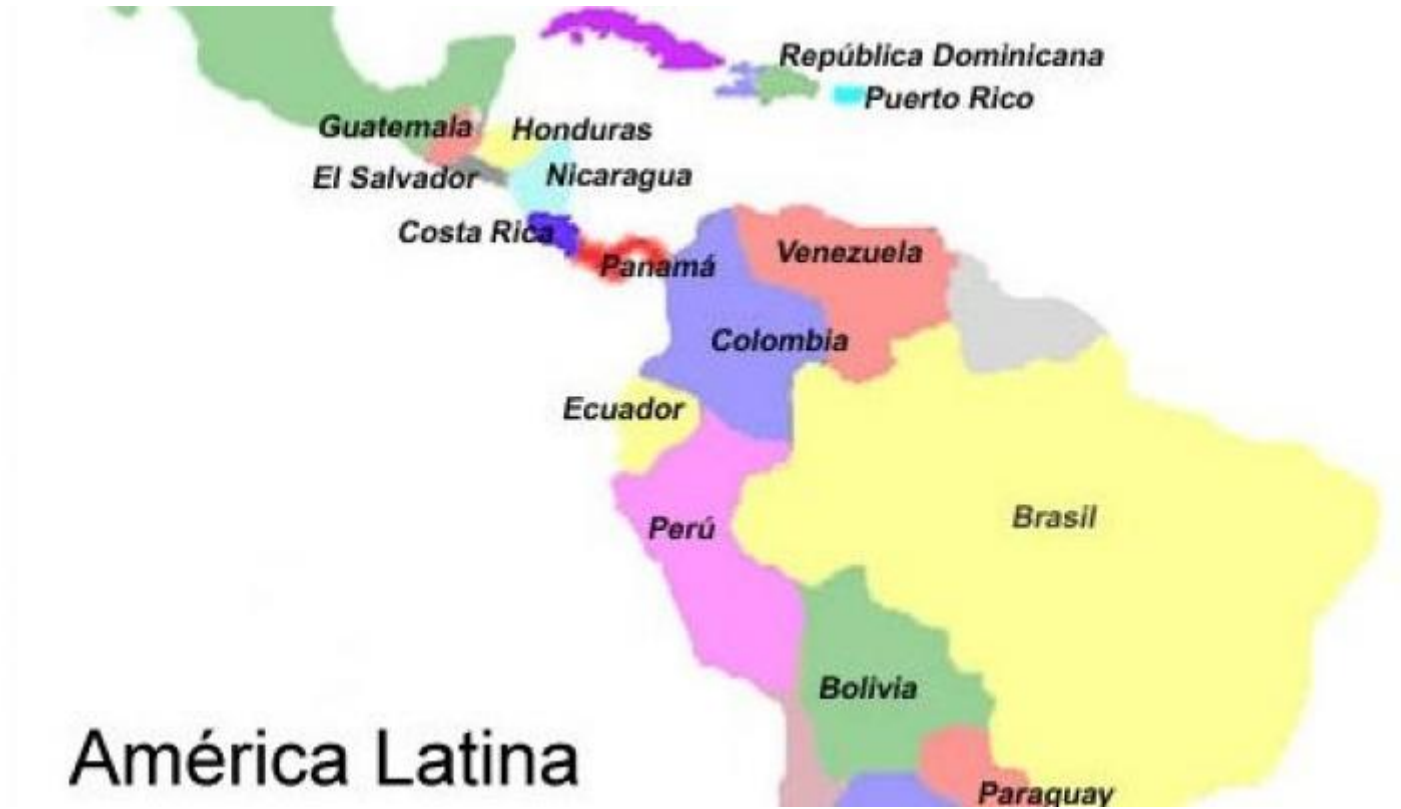 República Dominicana
Puerto Rico
Guatemala
Honduras
El Salvador
Nicaragua
Costa Rica
Panamá
Venezuela
Colombia
Ecuador
Brasil
Perú
Bolivia
América Latina
Paraguay